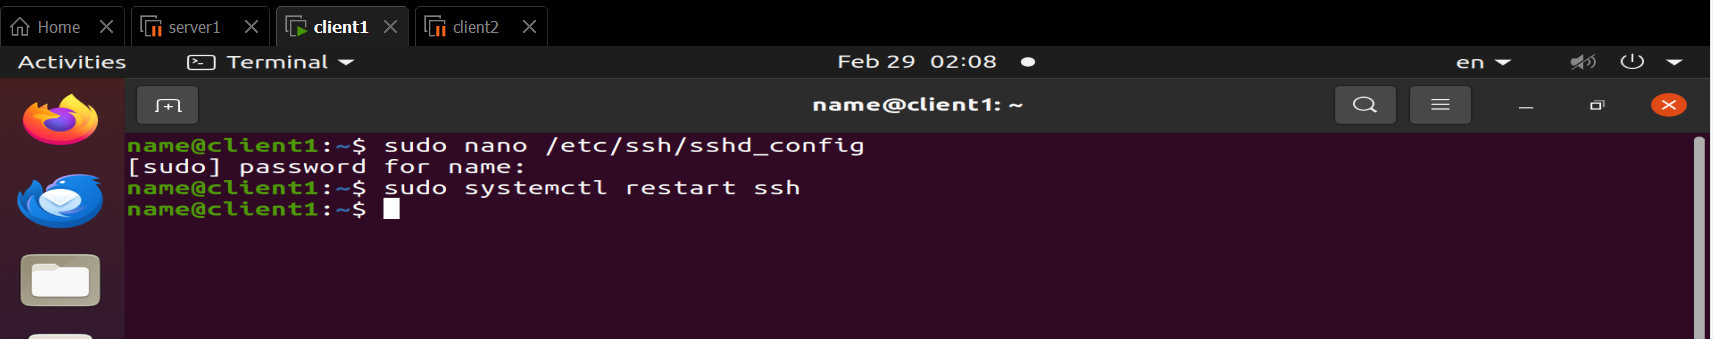 Home server1 client1 client2
Activities Terminal Feb 29 02:08 en
name@client1: ~
name@client1:~$ sudo nano /etc/ssh/sshd_config
[sudo] password for name:
name@client1:~$ sudo systemctl restart ssh
name@client1:~$